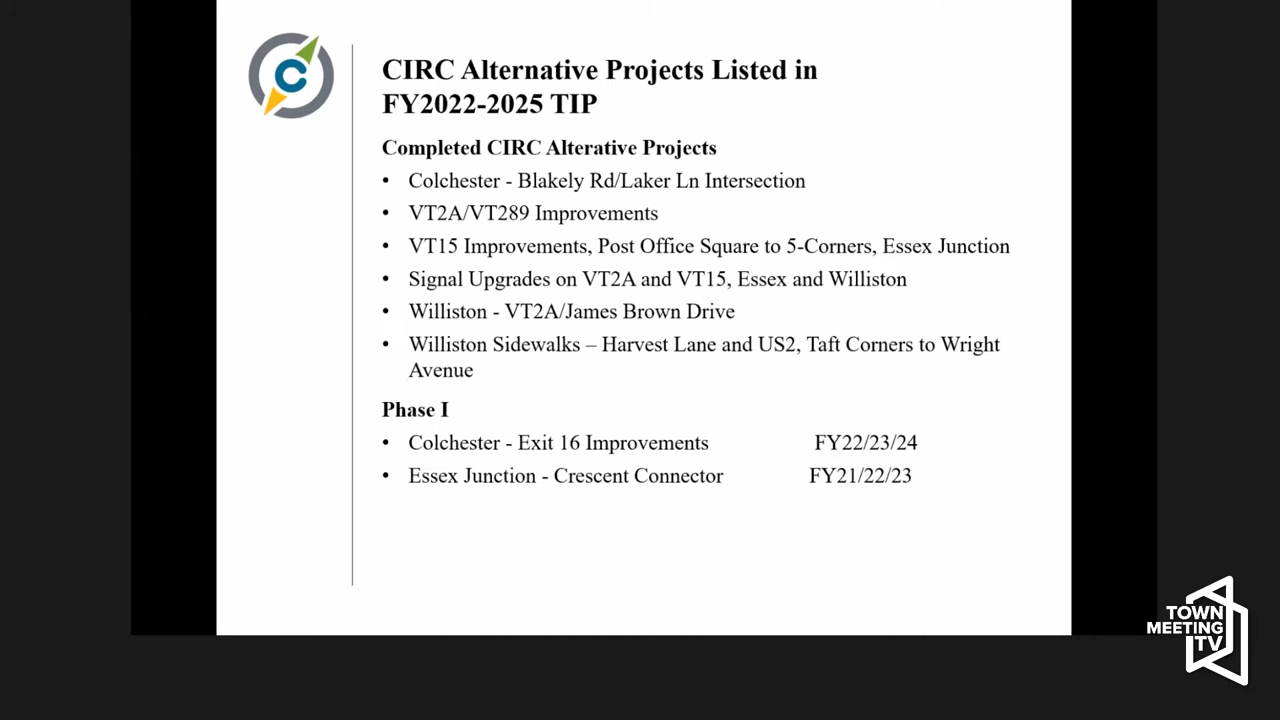 C
CIRC Alternative Projects Listed in
FY2022-2025 TIP
Completed CIRC Alterative Projects
• Colchester - Blakely Rd/Laker Ln Intersection
• VT2A/VT289 Improvements
• VT15 Improvements, Post Office Square to 5-Corners, Essex Junction
• Signal Upgrades on VT2A and VT15, Essex and Williston
• Williston - VT2A/James Brown Drive
• Williston Sidewalks – Harvest Lane and US2, Taft Corners to Wright
Avenue
Phase I
• Colchester - Exit 16 Improvements FY22/23/24
• Essex Junction - Crescent Connector FY21/22/23
TOWN
MEETING
TV